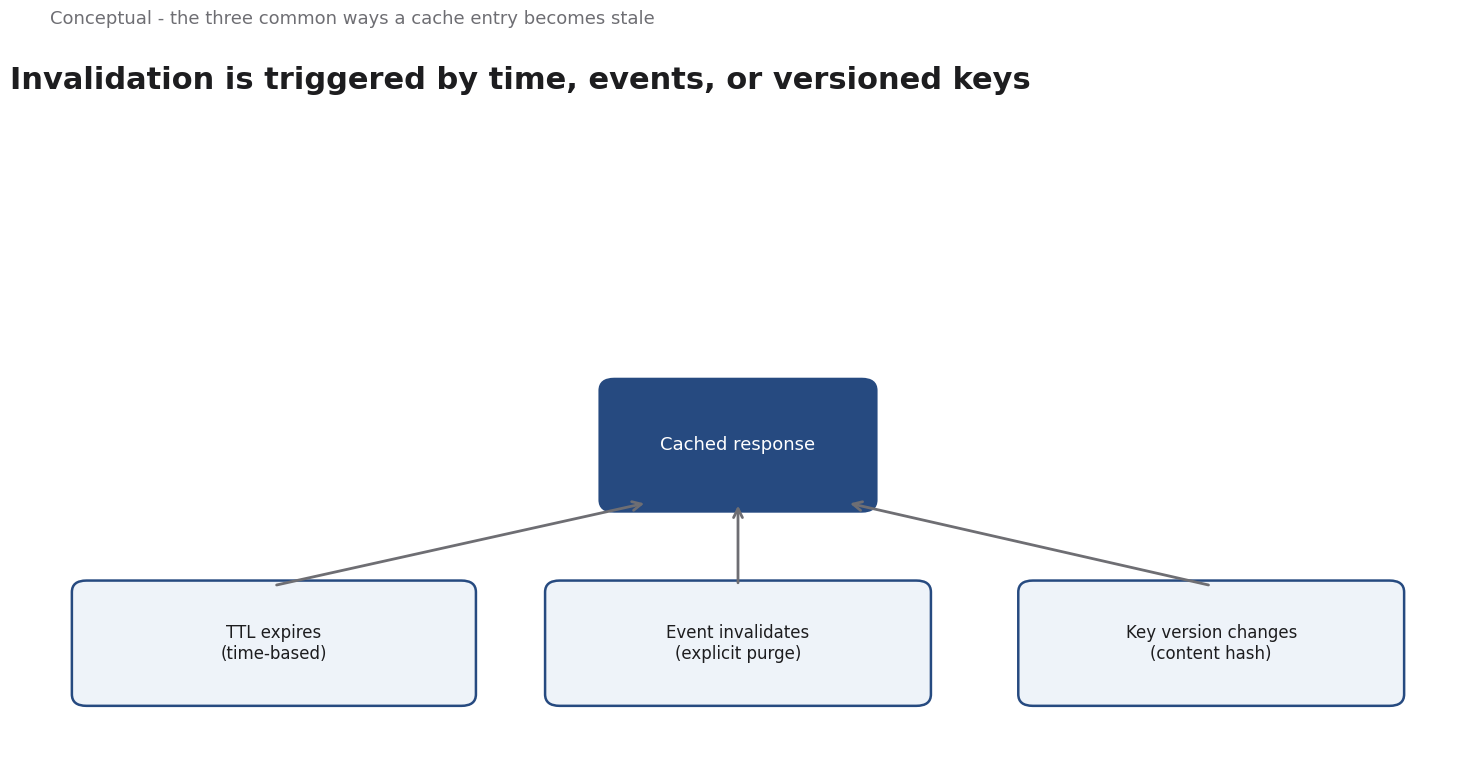 Conceptual - the three common ways a cache entry becomes stale
Invalidation is triggered by time, events, or versioned keys
Cached response
TTL expires
(time-based)
Event invalidates
(explicit purge)
Key version changes
(content hash)